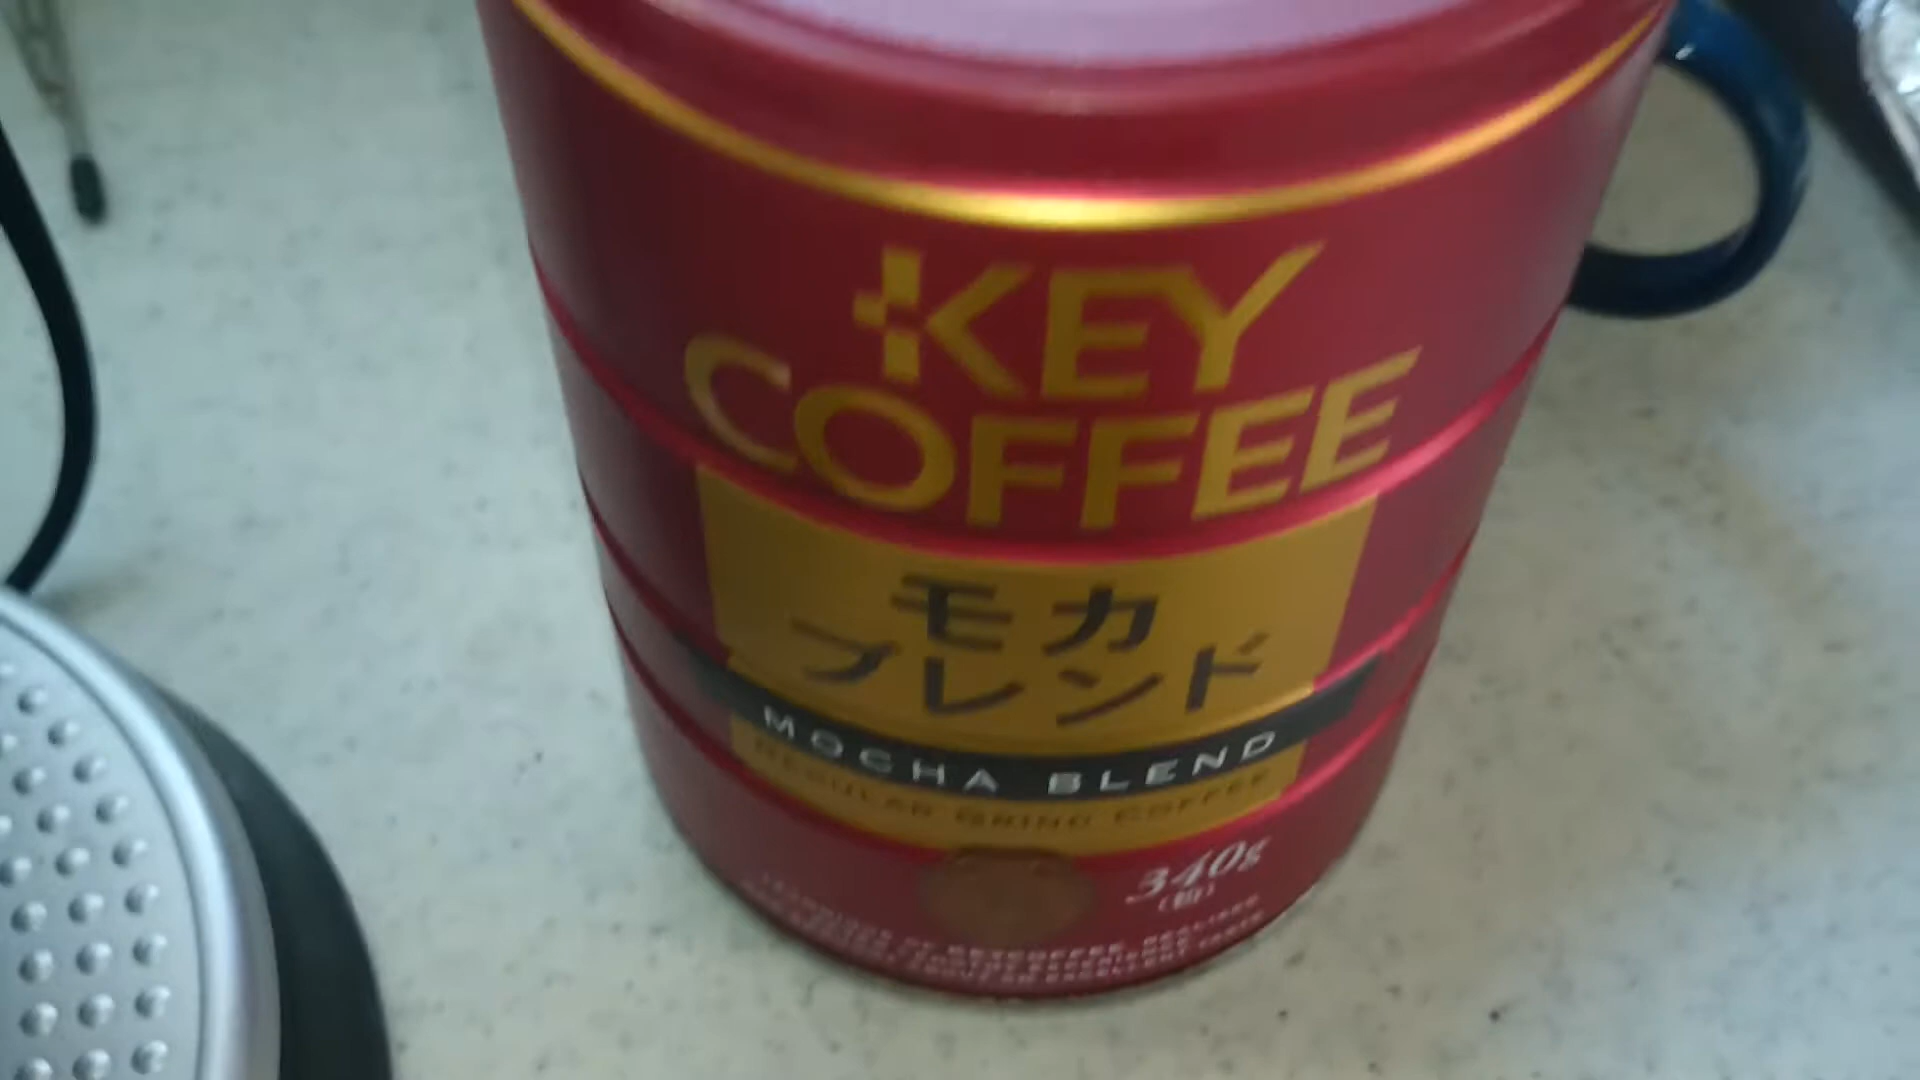 KEY
COFFEE
モカ
ブレンド
MOCHA BLEND
REGULAR GRIND COFFEE
340g
(粉)